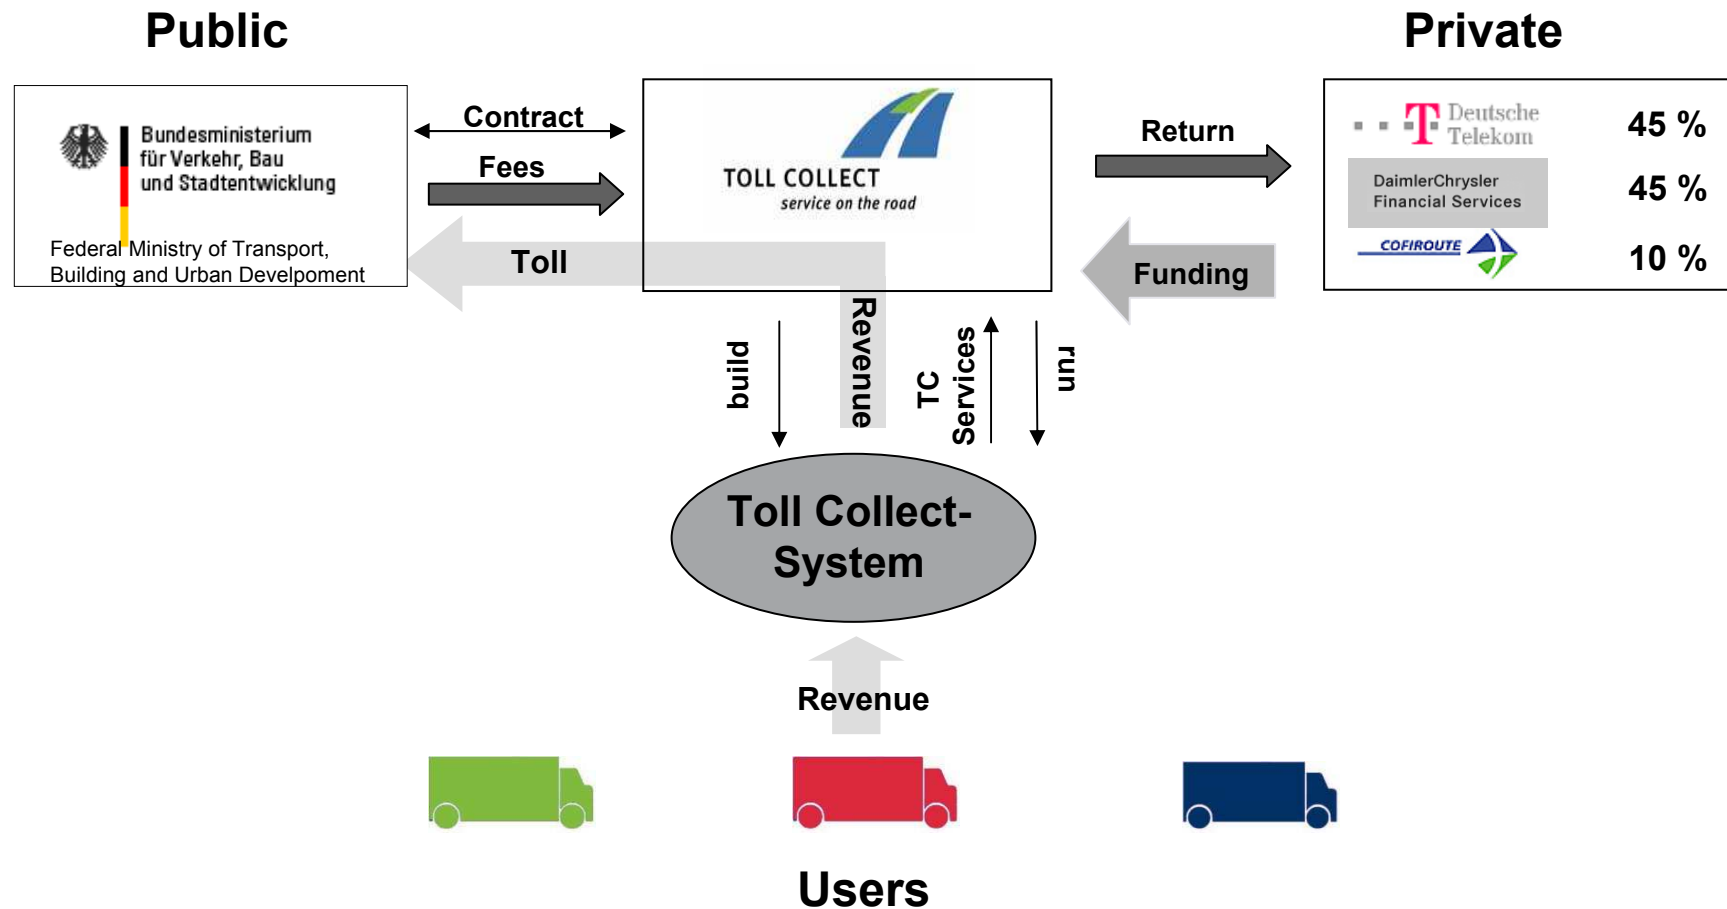 Public
Private
Bundesministerium
für Verkehr, Bau
und Stadtentwicklung
Federal Ministry of Transport,
Building and Urban Develpoment
Contract
Fees
Toll
TOLL COLLECT
service on the road
Return
Funding
Deutsche
Telekom
45 %
DaimlerChrysler
Financial Services
45 %
COFIROUTE
10 %
build
Revenue
TC
Services
run
Toll Collect-
System
Revenue
Users